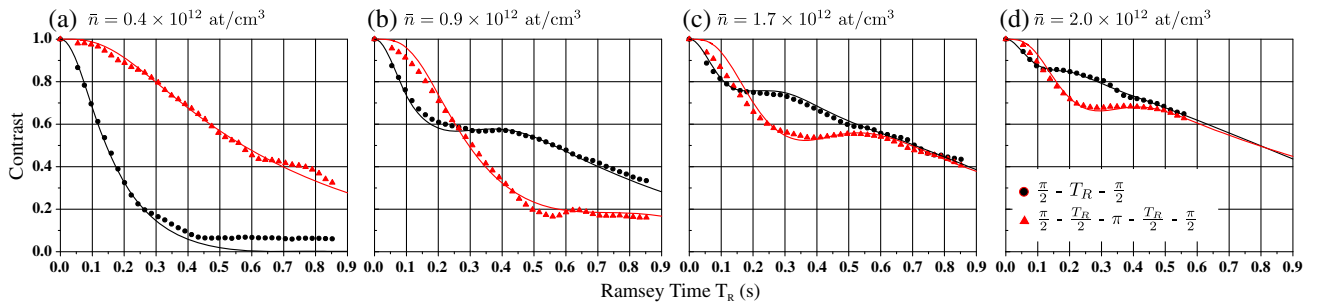 (a) n̄ = 0.4 × 10¹² at/cm³
(b) n̄ = 0.9 × 10¹² at/cm³
(c) n̄ = 1.7 × 10¹² at/cm³
(d) n̄ = 2.0 × 10¹² at/cm³
Contrast
1.0
0.8
0.6
0.4
0.2
0.0
π/2 - T_R - π/2
π/2 - T_R/2 - π - T_R/2 - π/2
0.0 0.1 0.2 0.3 0.4 0.5 0.6 0.7 0.8 0.9
0.0 0.1 0.2 0.3 0.4 0.5 0.6 0.7 0.8 0.9
0.0 0.1 0.2 0.3 0.4 0.5 0.6 0.7 0.8 0.9
0.0 0.1 0.2 0.3 0.4 0.5 0.6 0.7 0.8 0.9
Ramsey Time T_R (s)